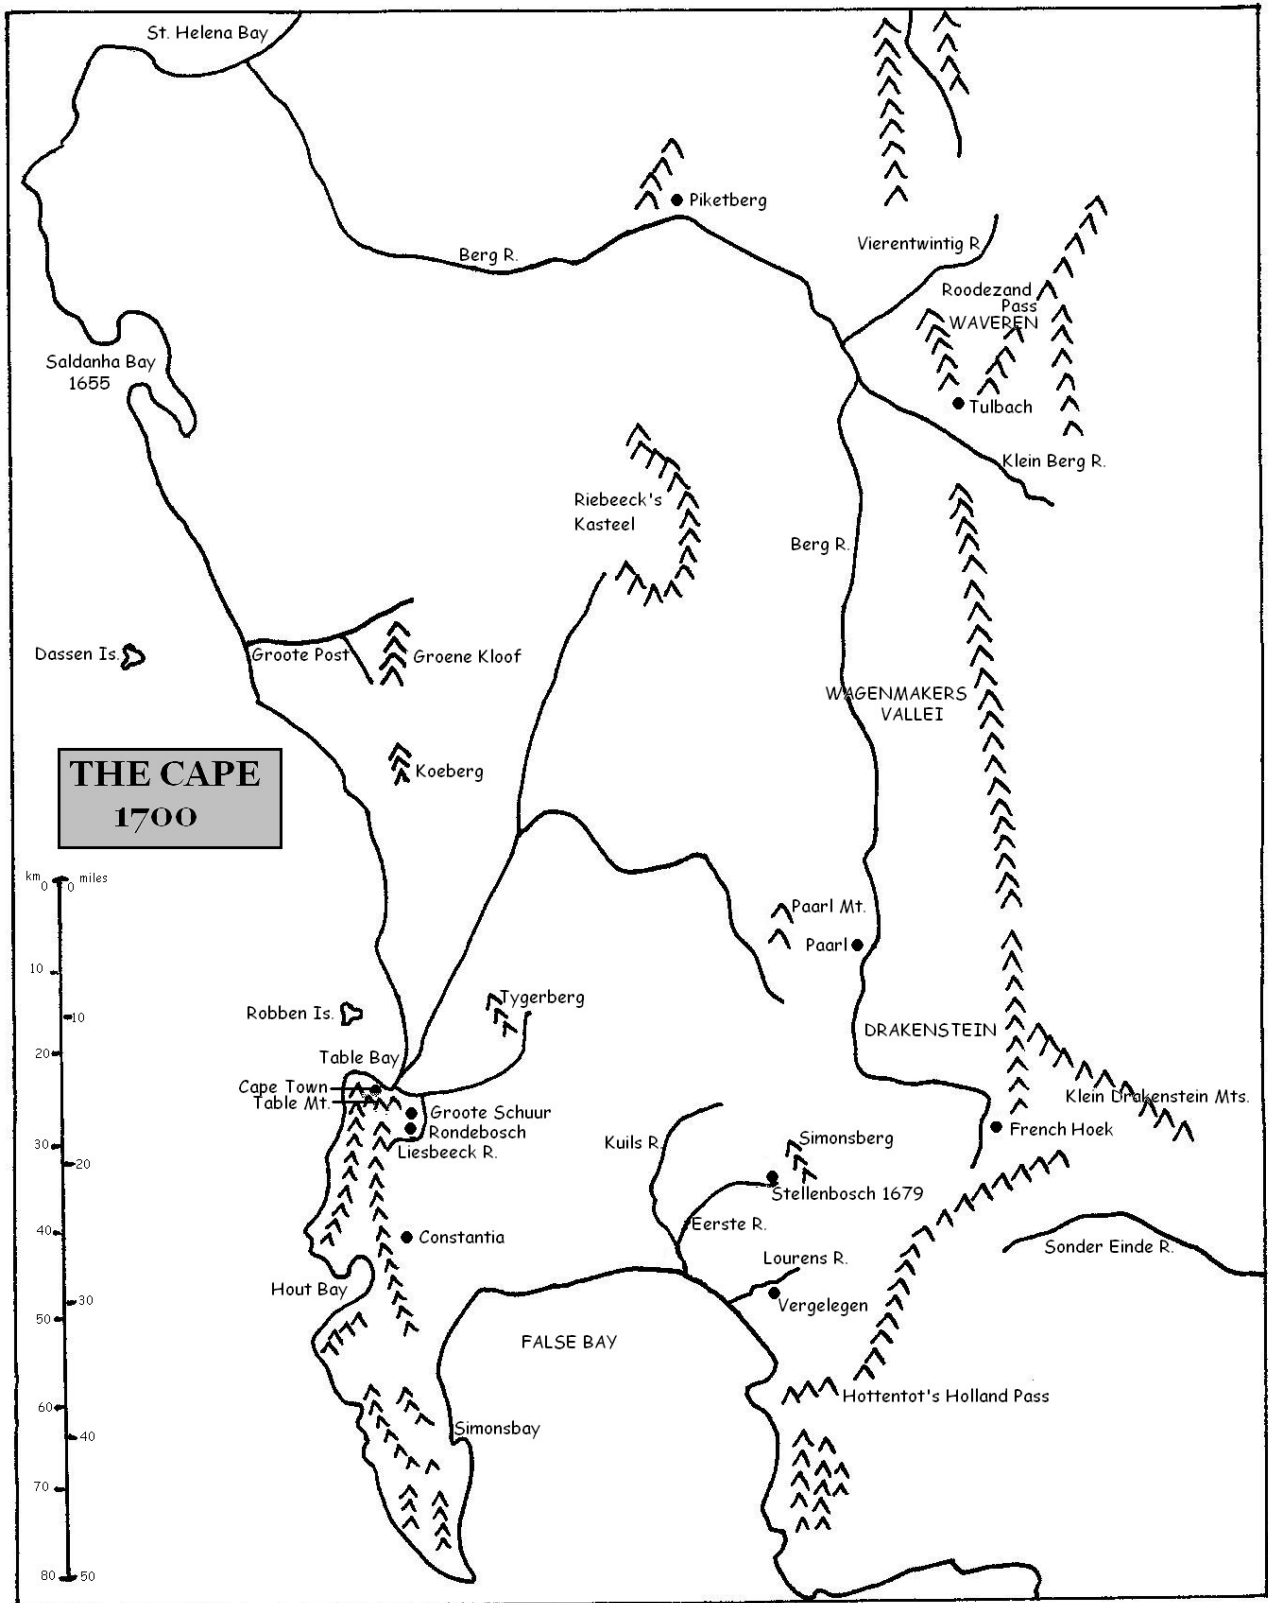 St. Helena Bay
Piketberg
Berg R.
Vierentwintig R.
Roodezand
Pass
WAVEREN
Saldanha Bay
1655
Tulbach
Klein Berg R.
Riebeeck's
Kasteel
Berg R.
Dassen Is.
Groote Post
Groene Kloof
WAGENMAKERS
VALLEI
THE CAPE
1700
Koeberg
km 0 0 miles
Paarl Mt.
Paarl
10
Tygerberg
Robben Is.
10
DRAKENSTEIN
20
Table Bay
Cape Town
Table Mt.
Klein Drakenstein Mts.
Groote Schuur
Rondebosch
French Hoek
Liesbeeck R.
30
Kuils R.
Simonsberg
20
Stellenbosch 1679
Eerste R.
40
Constantia
Sonder Einde R.
Lourens R.
Hout Bay
30
Vergelegen
50
FALSE BAY
Hottentot's Holland Pass
60
Simonsbay
40
70
80 50